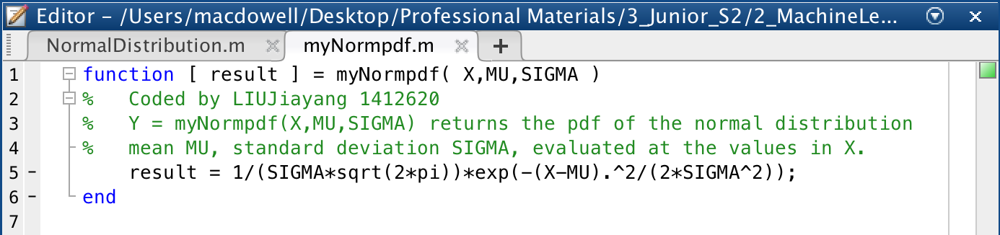 Editor – /Users/macdowell/Desktop/Professional Materials/3_Junior_S2/2_MachineLe...
NormalDistribution.m myNormpdf.m +
1 function [ result ] = myNormpdf( X,MU,SIGMA )
2 % Coded by LIUJiayang 1412620
3 % Y = myNormpdf(X,MU,SIGMA) returns the pdf of the normal distribution
4 % mean MU, standard deviation SIGMA, evaluated at the values in X.
5 – result = 1/(SIGMA*sqrt(2*pi))*exp(-(X-MU).^2/(2*SIGMA^2));
6 – end
7